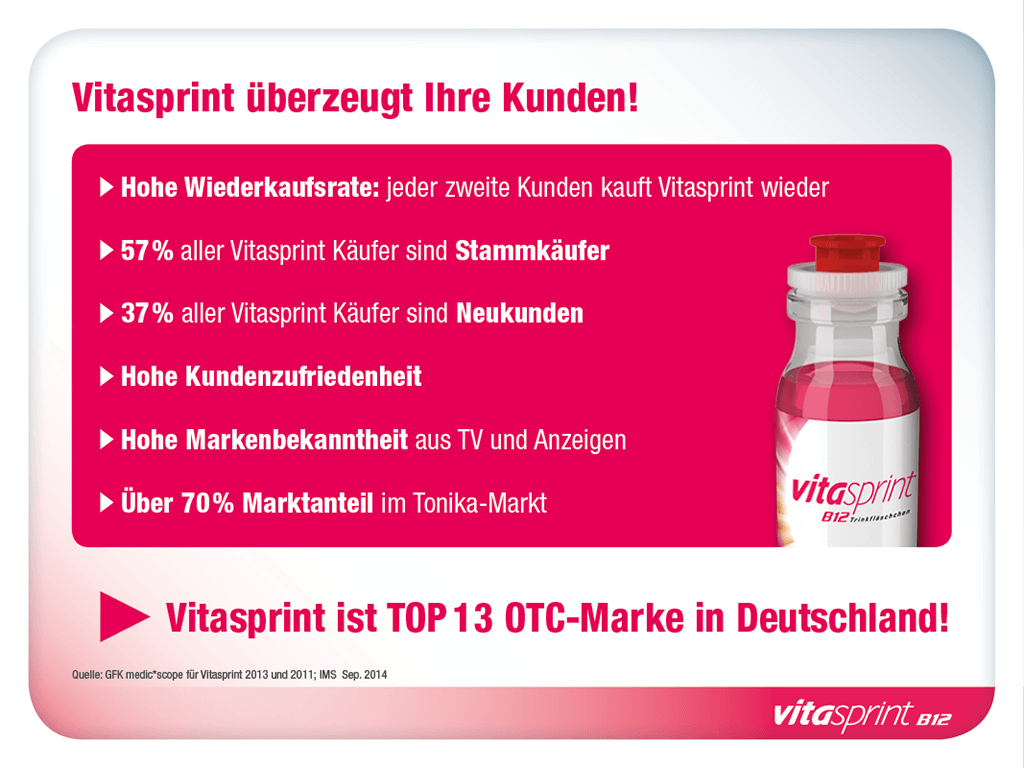 Vitasprint überzeugt Ihre Kunden!
Hohe Wiederkaufsrate: jeder zweite Kunden kauft Vitasprint wieder
57% aller Vitasprint Käufer sind Stammkäufer
37% aller Vitasprint Käufer sind Neukunden
Hohe Kundenzufriedenheit
Hohe Markenbekanntheit aus TV und Anzeigen
Über 70% Marktanteil im Tonika-Markt
vitasprint
B12 Trinkfläschchen
Vitasprint ist TOP 13 OTC-Marke in Deutschland!
Quelle: GFK medic*scope für Vitasprint 2013 und 2011; IMS Sep. 2014
vitasprint B12